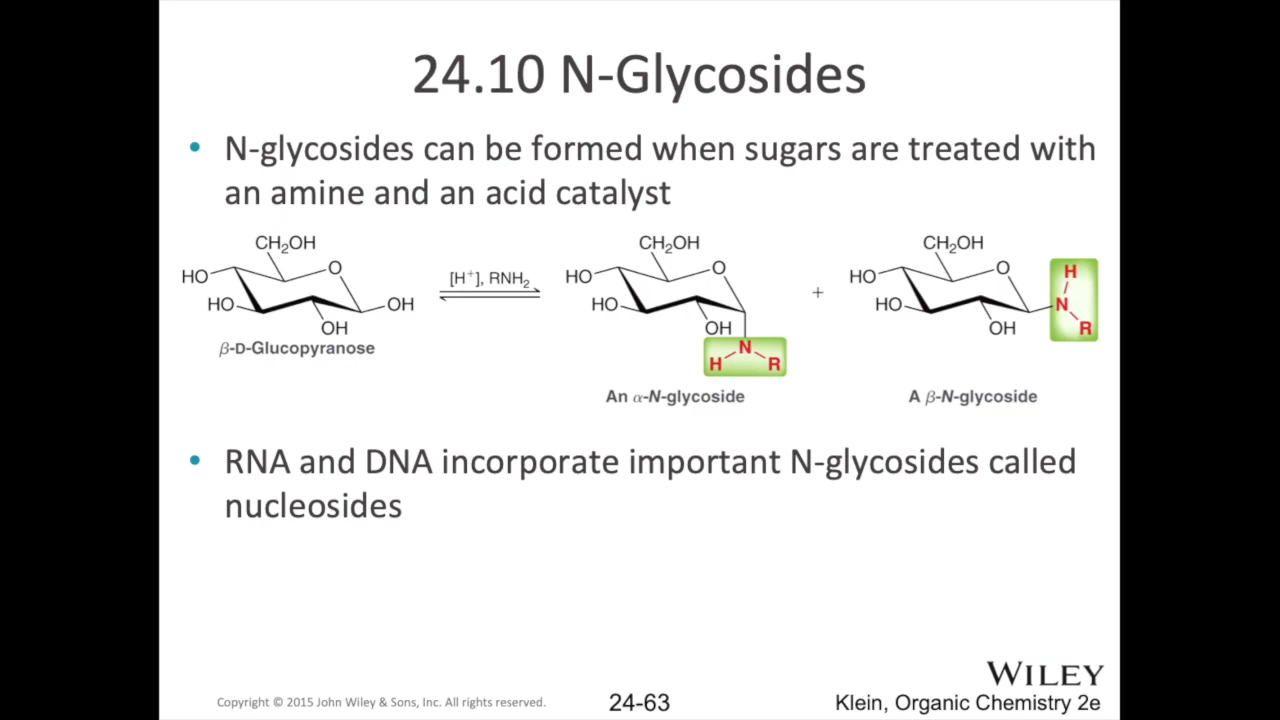 24.10 N-Glycosides
• N-glycosides can be formed when sugars are treated with
an amine and an acid catalyst
CH₂OH
HO
O
HO
OH
OH
β-D-Glucopyranose
[H⁺], RNH₂
CH₂OH
HO
O
HO
OH
N
H
R
An α-N-glycoside
+
CH₂OH
HO
O
HO
OH
H
N
R
A β-N-glycoside
• RNA and DNA incorporate important N-glycosides called
nucleosides
WILEY
Copyright © 2015 John Wiley & Sons, Inc. All rights reserved.
24-63
Klein, Organic Chemistry 2e